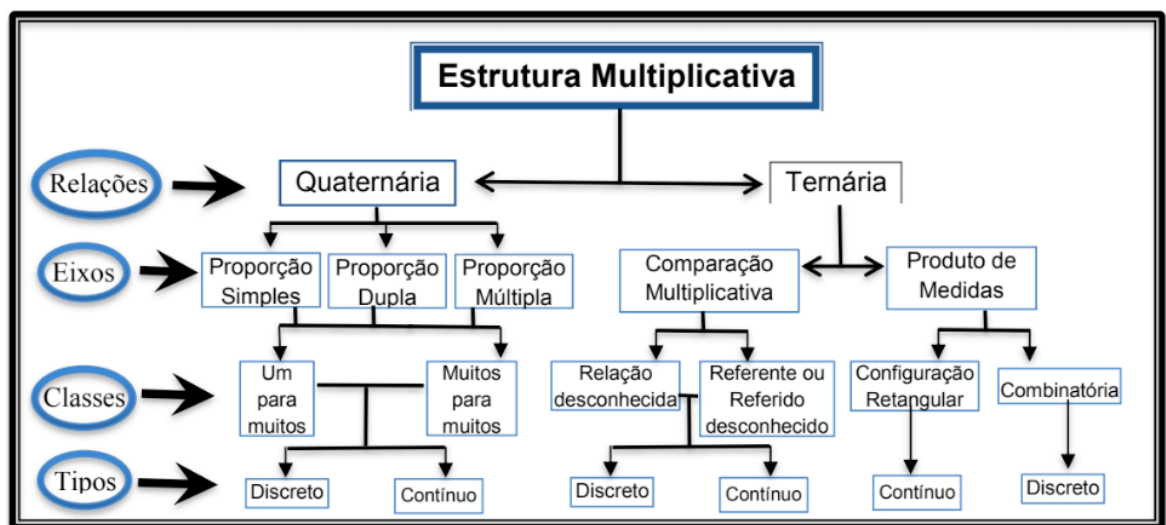 Estrutura Multiplicativa
Relações
Quaternária
Ternária
Eixos
Proporção
Simples
Proporção
Dupla
Proporção
Múltipla
Comparação
Multiplicativa
Produto de
Medidas
Classes
Um
para
muitos
Muitos
para
muitos
Relação
desconhecida
Referente ou
Referido
desconhecido
Configuração
Retangular
Combinatória
Tipos
Discreto
Contínuo
Discreto
Contínuo
Contínuo
Discreto